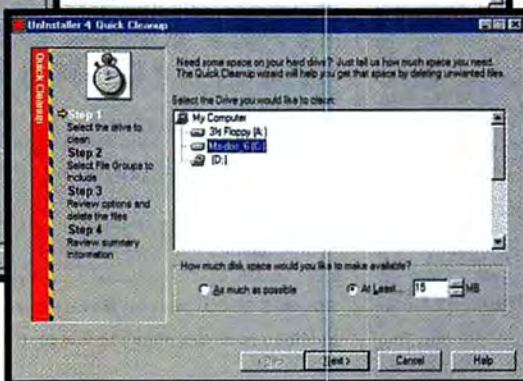 UnInstaller 4 Quick Cleanup
Quick Cleanup
Step 1
Select the drive to
clean
Step 2
Select File Groups to
include
Step 3
Review options and
delete the files
Step 4
Review summary
information
Need some space on your hard drive? Just tell us how much space you need.
The Quick Cleanup wizard will help you get that space by deleting unwanted files.
Select the Drive you would like to clean:
My Computer
3½ Floppy (A:)
Ms-dos_6 (C:)
(D:)
How much disk space would you like to make available?
As much as possible
At Least...
15
MB
Next >
Cancel
Help